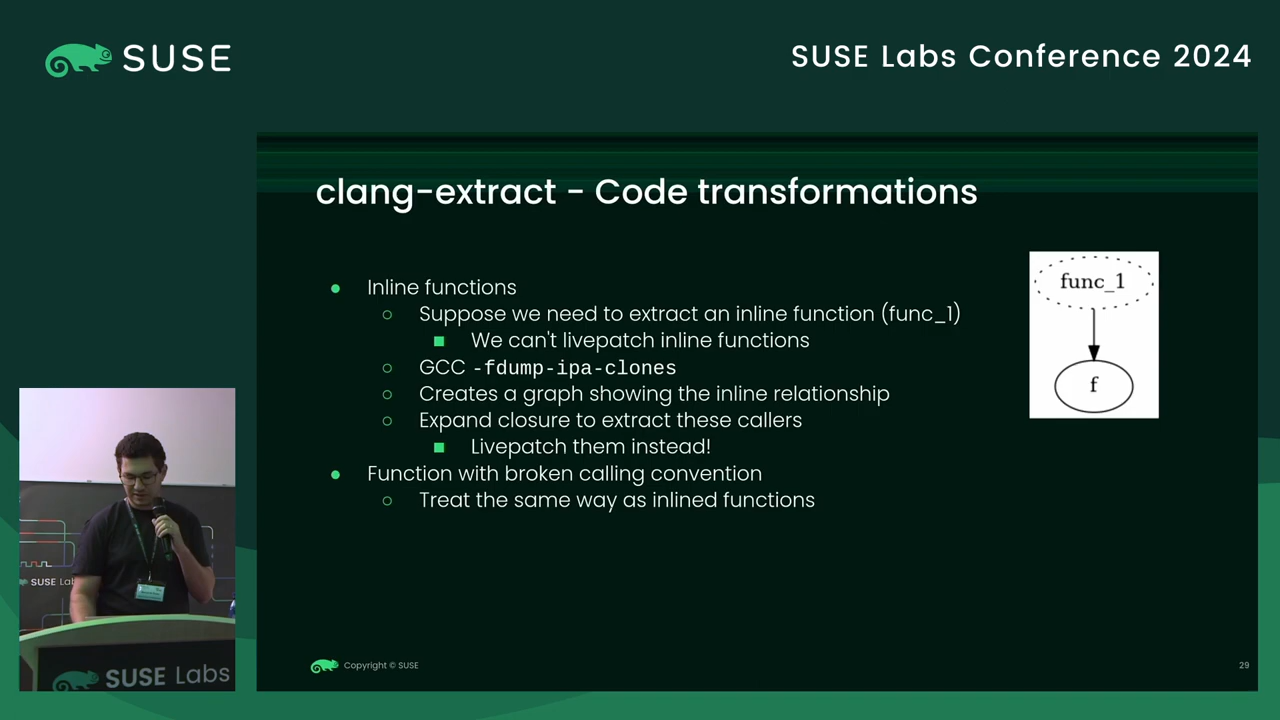 SUSE
SUSE Labs Conference 2024
clang-extract - Code transformations
● Inline functions
○ Suppose we need to extract an inline function (func_1)
■ We can't livepatch inline functions
○ GCC -fdump-ipa-clones
○ Creates a graph showing the inline relationship
○ Expand closure to extract these callers
■ Livepatch them instead!
● Function with broken calling convention
○ Treat the same way as inlined functions
func_1
f
SUSE Lab
SUSE Labs
Copyright © SUSE
29